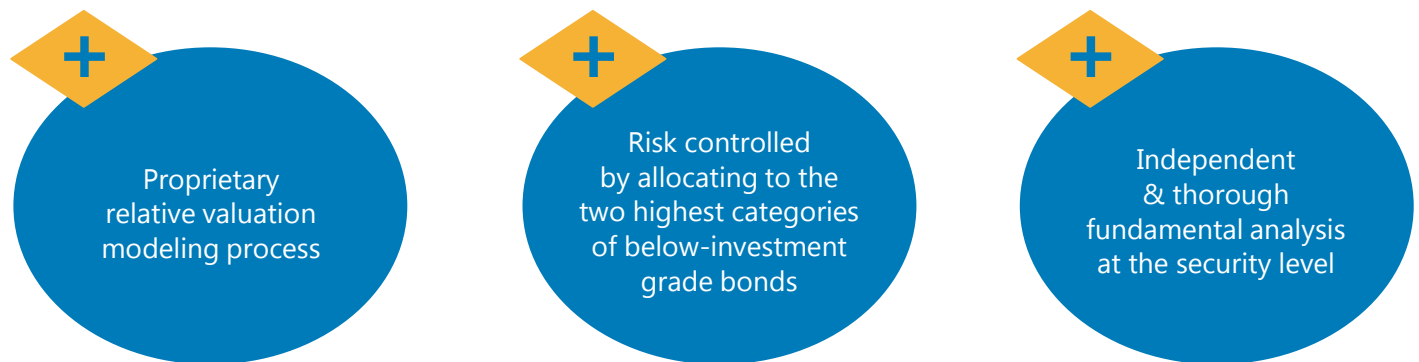 Proprietary
relative valuation
modeling process
Risk controlled
by allocating to the
two highest categories
of below-investment
grade bonds
Independent
& thorough
fundamental analysis
at the security level